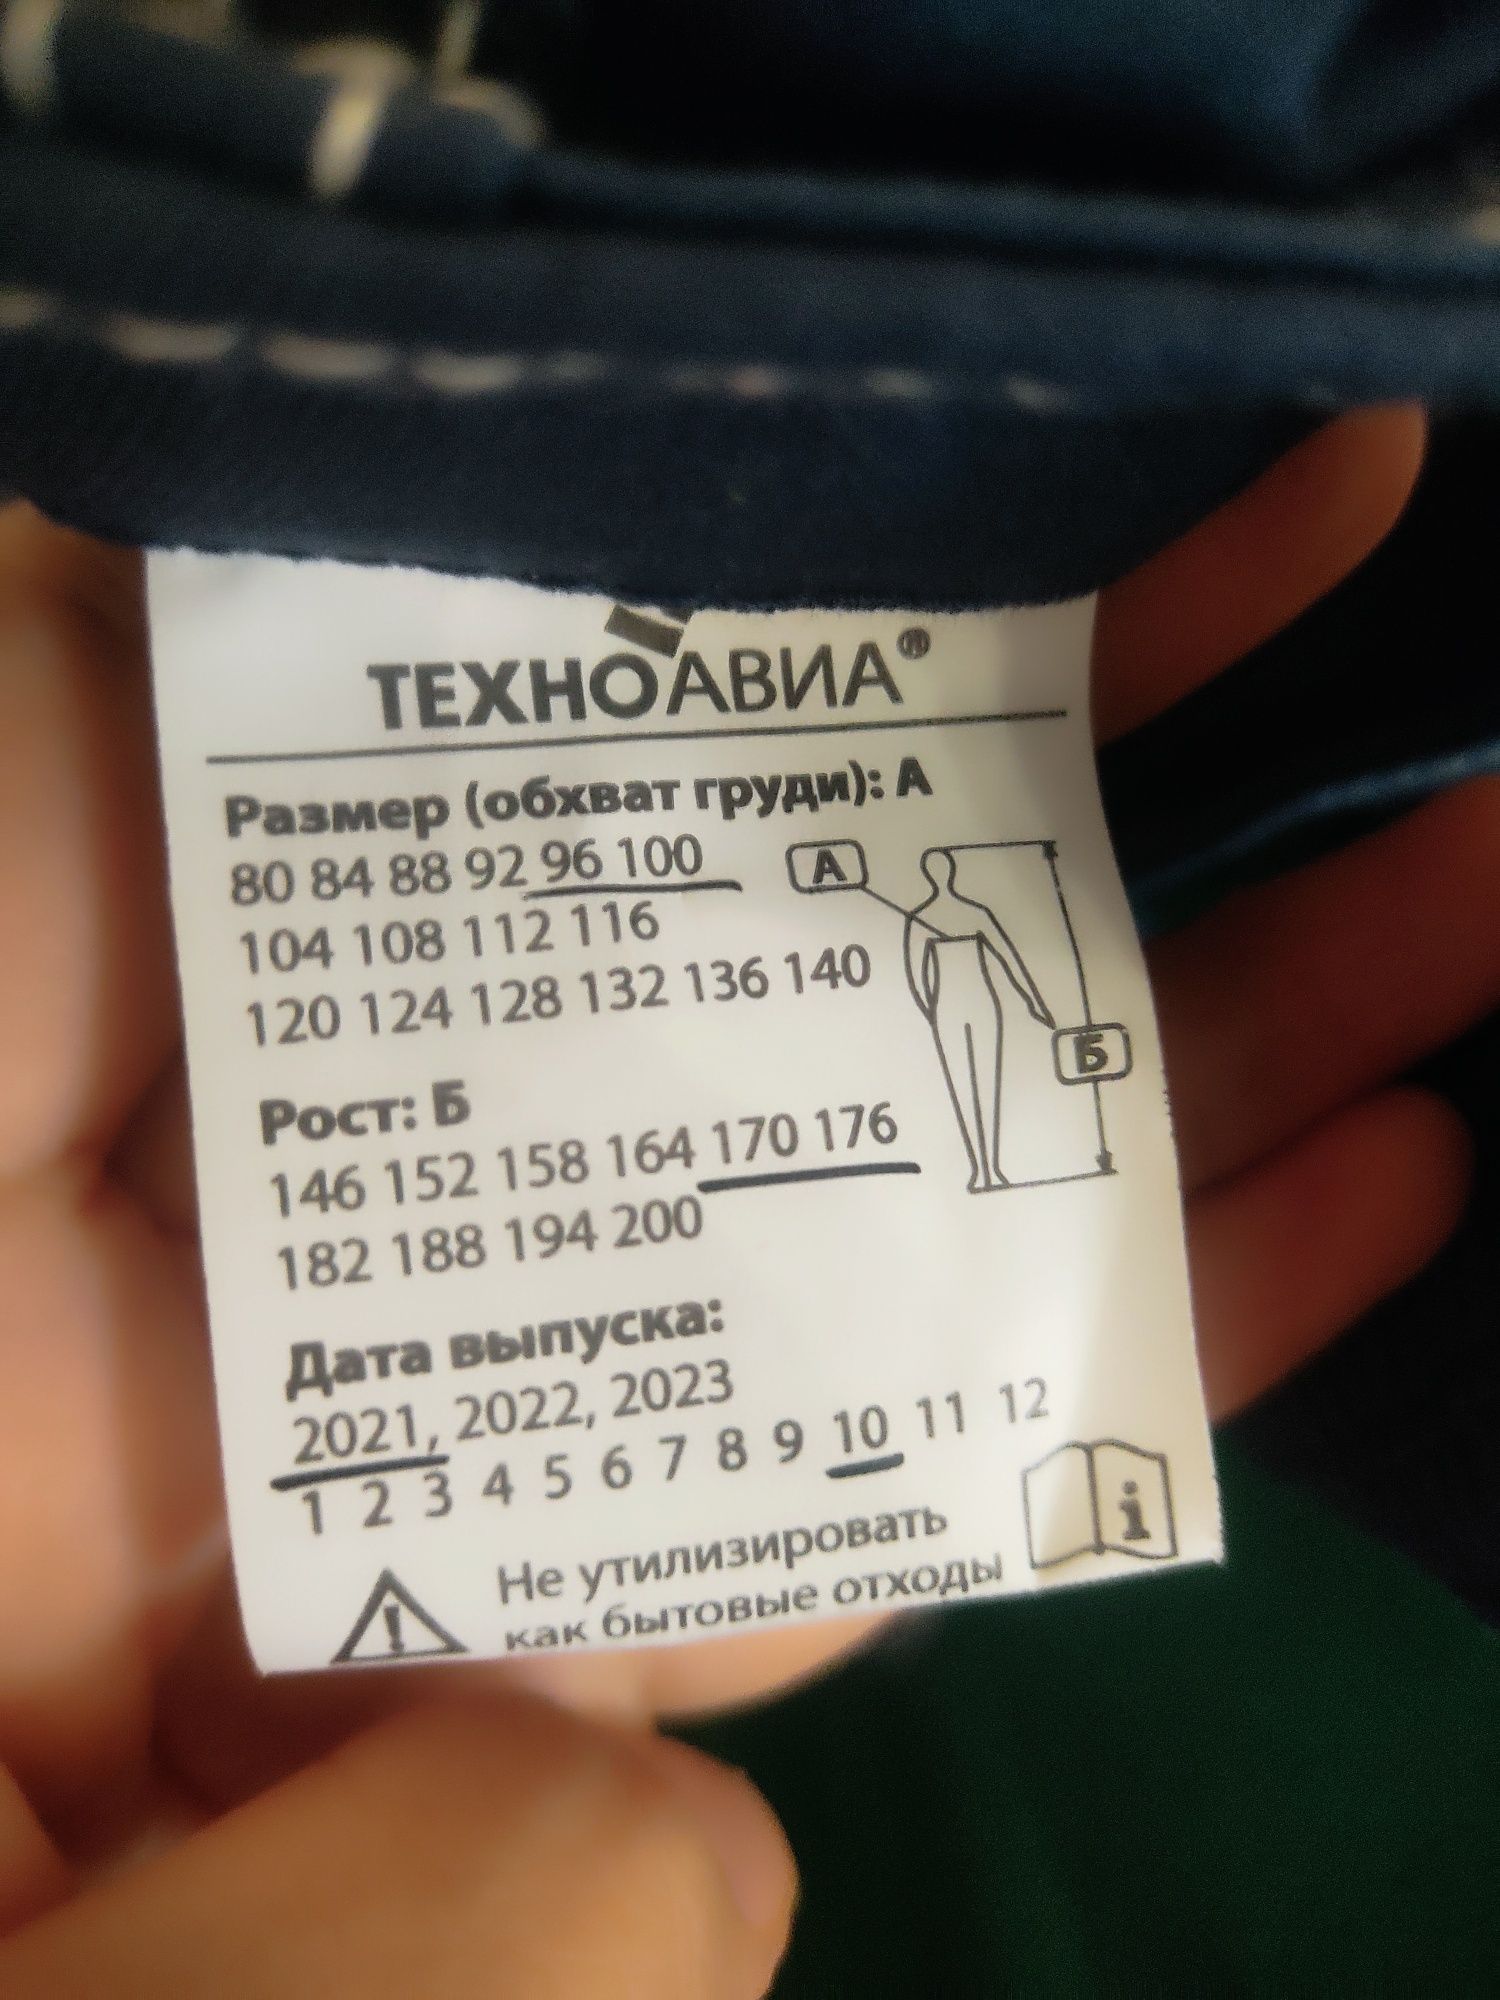 ТЕХНОАВИА®
Размер (обхват груди): А
80 84 88 92 96 100
104 108 112 116
120 124 128 132 136 140
А
Б
Рост: Б
146 152 158 164 170 176
182 188 194 200
Дата выпуска:
2021, 2022, 2023
1 2 3 4 5 6 7 8 9 10 11 12
Не утилизировать
как бытовые отходы
i